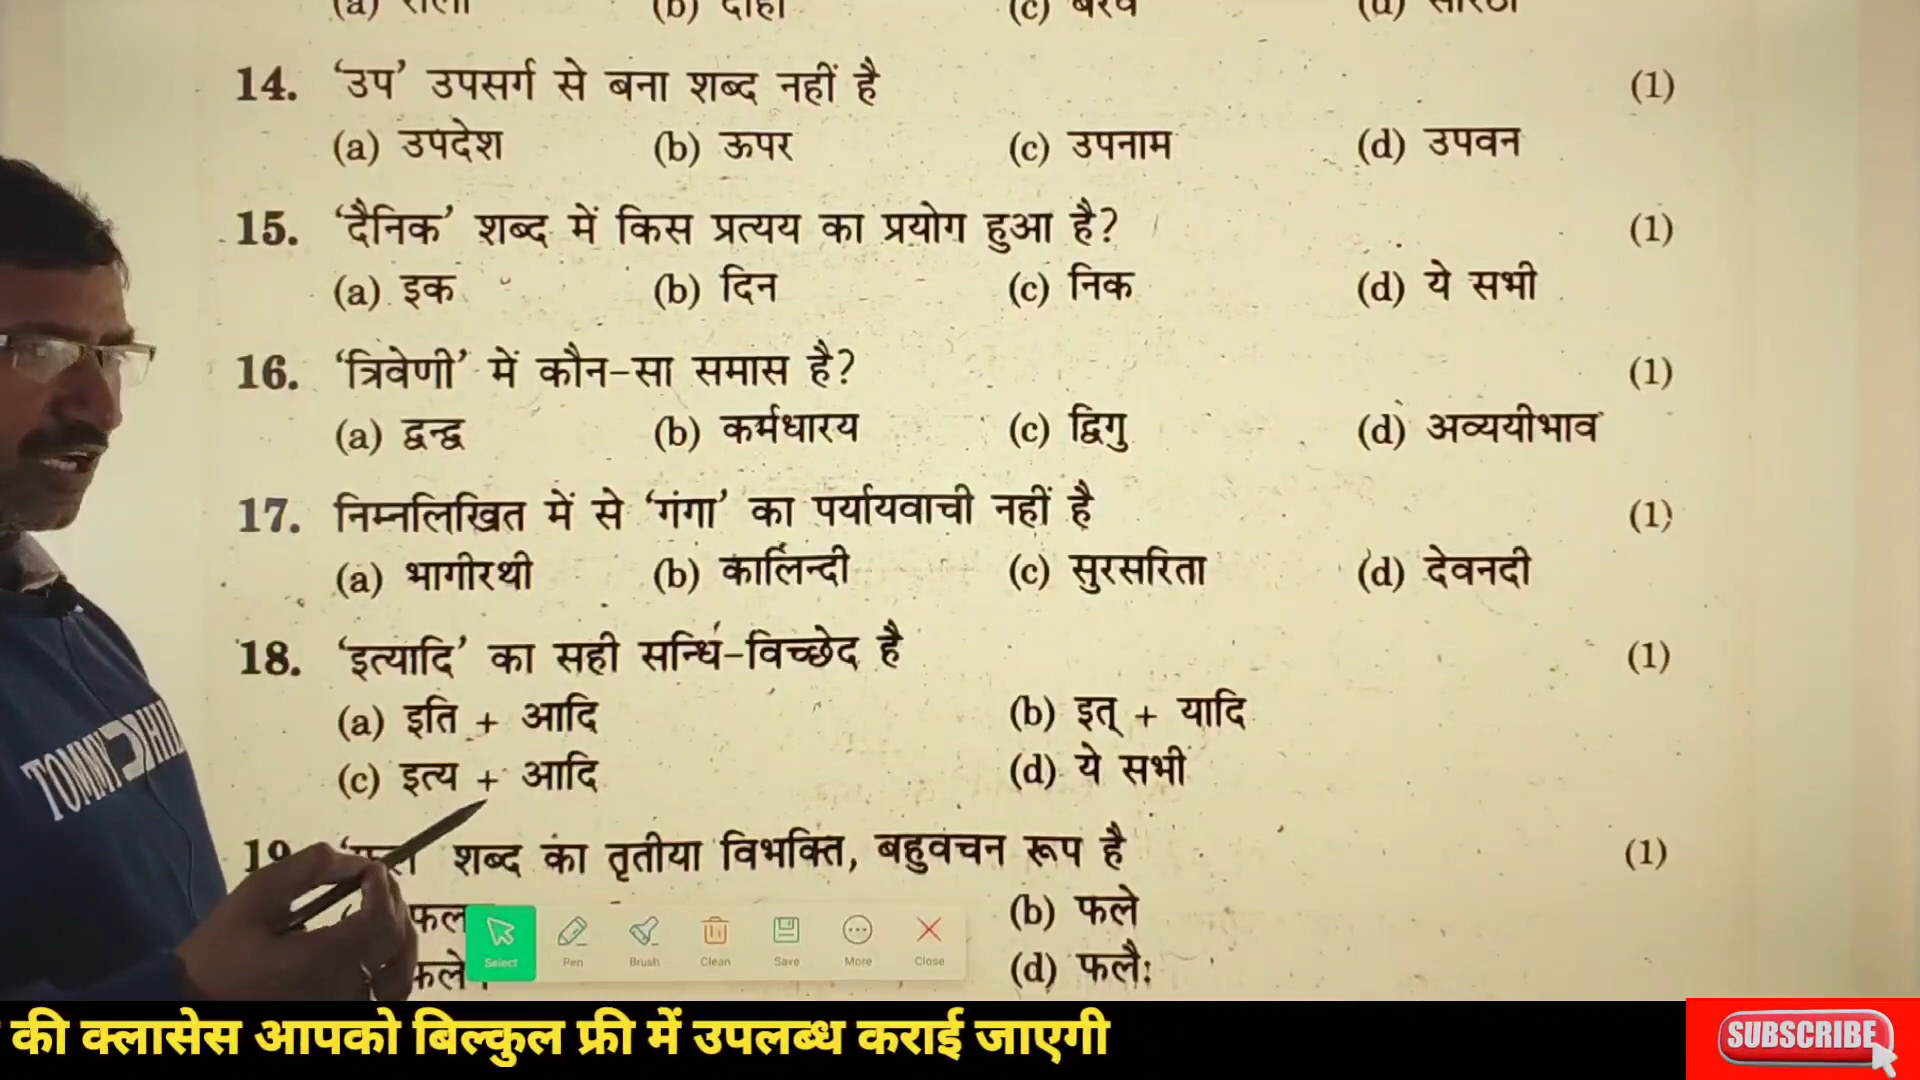 14. ‘उप’ उपसर्ग से बना शब्द नहीं है (1)
(a) उपदेश (b) ऊपर (c) उपनाम (d) उपवन
15. ‘दैनिक’ शब्द में किस प्रत्यय का प्रयोग हुआ है? (1)
(a) इक (b) दिन (c) निक (d) ये सभी
16. ‘त्रिवेणी’ में कौन-सा समास है? (1)
(a) द्वन्द्व (b) कर्मधारय (c) द्विगु (d) अव्ययीभाव
17. निम्नलिखित में से ‘गंगा’ का पर्यायवाची नहीं है (1)
(a) भागीरथी (b) कालिन्दी (c) सुरसरिता (d) देवनदी
18. ‘इत्यादि’ का सही सन्धि-विच्छेद है (1)
(a) इति + आदि (b) इत् + यादि
(c) इत्य + आदि (d) ये सभी
शब्द का तृतीया विभक्ति, बहुवचन रूप है (1)
(b) फले
(d) फलैः
Select Pen Brush Clean Save More Close
की क्लासेस आपको बिल्कुल फ्री में उपलब्ध कराई जाएगी
SUBSCRIBE